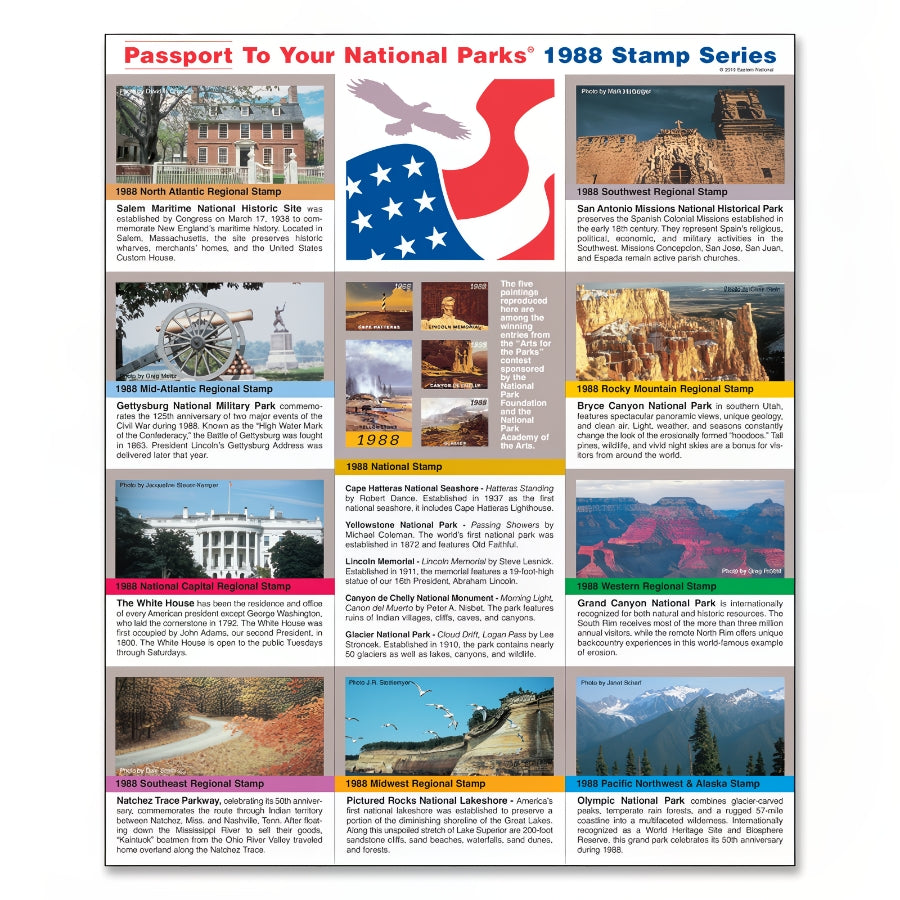 Passport To Your National Parks® 1988 Stamp Series
© 2010 Eastern National
1988 North Atlantic Regional Stamp
Salem Maritime National Historic Site was
established by Congress on March 17, 1938 to com-
memorate New England's maritime history. Located in
Salem, Massachusetts, the site preserves historic
wharves, merchants' homes, and the United States
Custom House.
Photo by
1988 Southwest Regional Stamp
San Antonio Missions National Historical Park
preserves the Spanish Colonial Missions established in
the early 18th century. They represent Spain's religious,
political, economic, and military activities in the
Southwest. Missions Concepcion, San Jose, San Juan,
and Espada remain active parish churches.
Photo by Greg
1988 Mid-Atlantic Regional Stamp
Gettysburg National Military Park commemo-
rates the 125th anniversary of two major events of the
Civil War during 1988. Known as the "High Water Mark
of the Confederacy," the Battle of Gettysburg was fought
in 1863. President Lincoln's Gettysburg Address was
delivered later that year.
1988
CAPE HATTERAS
LINCOLN MEMORIAL
CANYON DE CHELLY
1988
YELLOWSTONE
GLACIER
1988
The five
paintings
reproduced
here are
among the
winning
entries from
the "Arts for
the Parks"
contest
sponsored
by the
National
Park
Foundation
and the
National
Park
Academy of
the Arts.
1988 National Stamp
Cape Hatteras National Seashore - Hatteras Standing
by Robert Dance. Established in 1937 as the first
national seashore, it includes Cape Hatteras Lighthouse.
Yellowstone National Park - Passing Showers by
Michael Coleman. The world's first national park was
established in 1872 and features Old Faithful.
Lincoln Memorial - Lincoln Memorial by Steve Lesnick.
Established in 1911, the memorial features a 19-foot-high
statue of our 16th President, Abraham Lincoln.
Canyon de Chelly National Monument - Morning Light,
Canon del Muerto by Peter A. Nisbet. The park features
ruins of Indian villages, cliffs, caves, and canyons.
Glacier National Park - Cloud Drift, Logan Pass by Lee
Stroncek. Established in 1910, the park contains nearly
50 glaciers as well as lakes, canyons, and wildlife.
1988 Rocky Mountain Regional Stamp
Bryce Canyon National Park in southern Utah,
features spectacular panoramic views, unique geology,
and clean air. Light, weather, and seasons constantly
change the look of the erosionally formed "hoodoos." Tall
pines, wildlife, and vivid night skies are a bonus for vis-
itors from around the world.
Photo by Jacqueline
1988 National Capital Regional Stamp
The White House has been the residence and office
of every American president except George Washington,
who laid the cornerstone in 1792. The White House was
first occupied by John Adams, our second President, in
1800. The White House is open to the public Tuesdays
through Saturdays.
Photo by Greg
1988 Western Regional Stamp
Grand Canyon National Park is internationally
recognized for both natural and historic resources. The
South Rim receives most of the more than three million
annual visitors, while the remote North Rim offers unique
backcountry experiences in this world-famous example
of erosion.
Photo by
1988 Southeast Regional Stamp
Natchez Trace Parkway, celebrating its 50th anniver-
sary, commemorates the route through Indian territory
between Natchez, Miss. and Nashville, Tenn. After float-
ing down the Mississippi River to sell their goods,
"Kaintuck" boatmen from the Ohio River Valley traveled
home overland along the Natchez Trace.
Photo J.R.
1988 Midwest Regional Stamp
Pictured Rocks National Lakeshore - America's
first national lakeshore was established to preserve a
portion of the diminishing shoreline of the Great Lakes.
Along this unspoiled stretch of Lake Superior are 200-foot
sandstone cliffs, sand beaches, waterfalls, sand dunes,
and forests.
Photo by Janet Scharf
1988 Pacific Northwest & Alaska Stamp
Olympic National Park combines glacier-carved
peaks, temperate rain forests, and a rugged 57-mile
coastline into a multifaceted wilderness. Internationally
recognized as a World Heritage Site and Biosphere
Reserve, this grand park celebrates its 50th anniversary
during 1988.